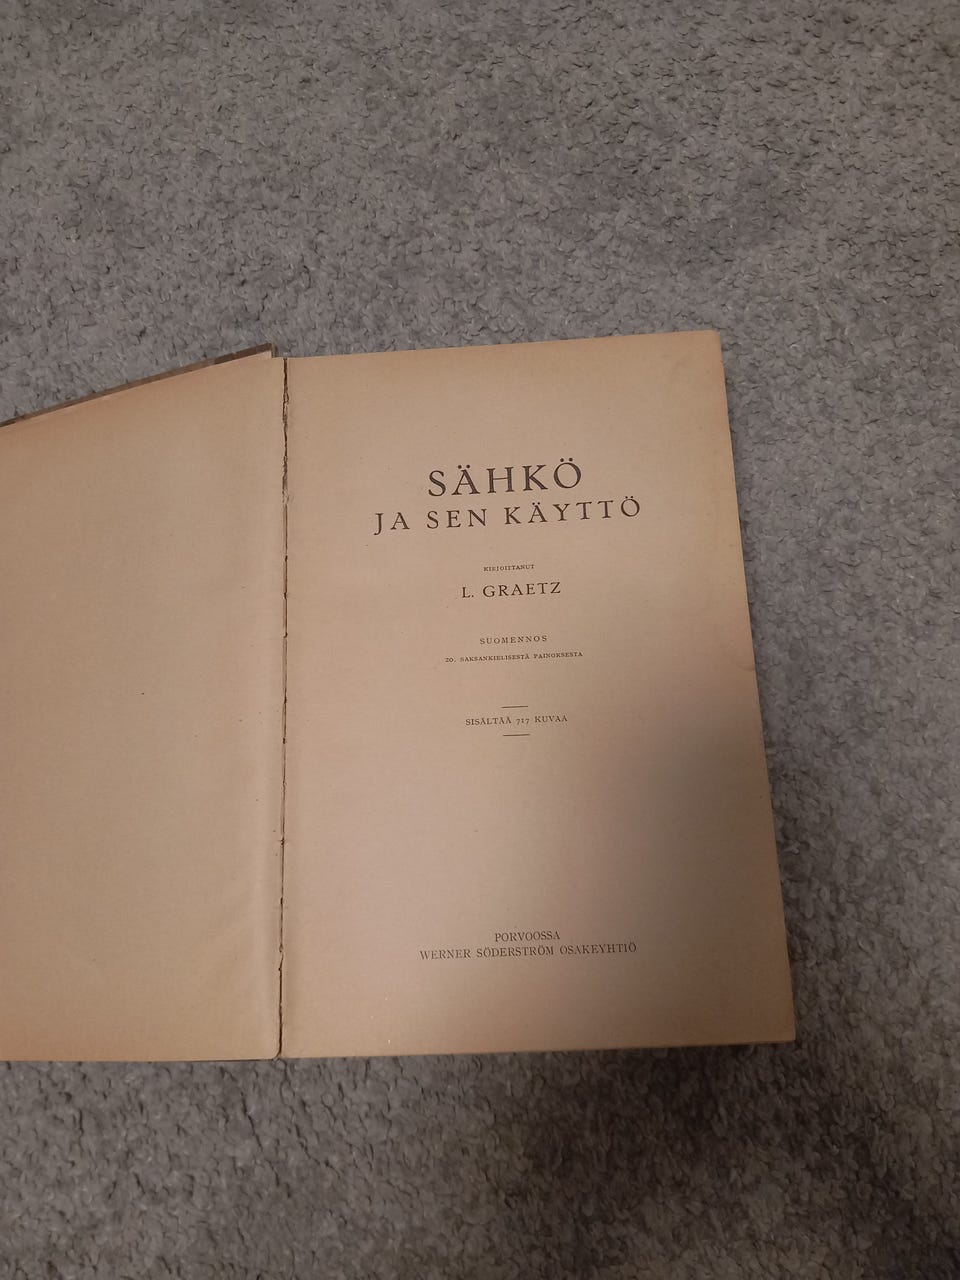 SÄHKÖ
JA SEN KÄYTTÖ
KIRJOITTANUT
L. GRAETZ
SUOMENNOS
20. SAKSANKIELISESTÄ PAINOKSESTA
SISÄLTÄÄ 717 KUVAA
PORVOOSSA
WERNER SÖDERSTRÖM OSAKEYHTIÖ